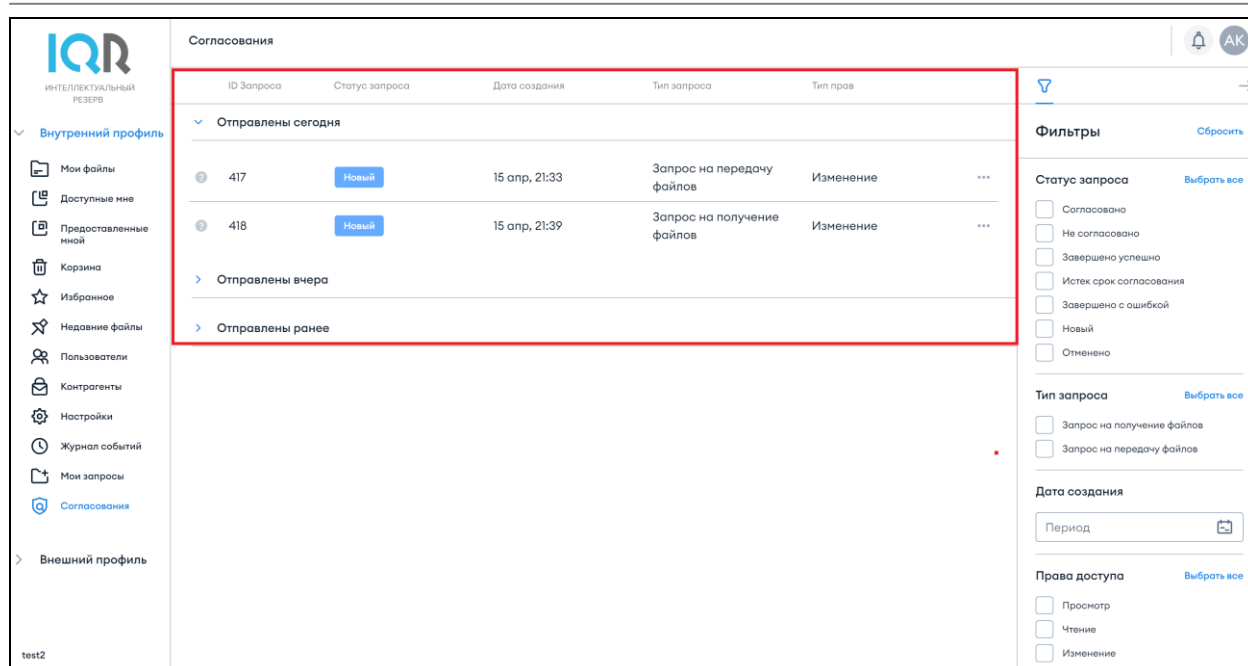 IQR
ИНТЕЛЛЕКТУАЛЬНЫЙ
РЕЗЕРВ
Внутренний профиль
Мои файлы
Доступные мне
Предоставленные
мной
Корзина
Избранное
Недавние файлы
Пользователи
Контрагенты
Настройки
Журнал событий
Мои запросы
Согласования
Внешний профиль
test2
Согласования
AK
ID Запроса Статус запроса Дата создания Тип запроса Тип прав
Отправлены сегодня
417 Новый 15 апр, 21:33 Запрос на передачу Изменение
файлов
418 Новый 15 апр, 21:39 Запрос на получение Изменение
файлов
Отправлены вчера
Отправлены ранее
Фильтры Сбросить
Статус запроса Выбрать все
Согласовано
Не согласовано
Завершено успешно
Истек срок согласования
Завершено с ошибкой
Новый
Отменено
Тип запроса Выбрать все
Запрос на получение файлов
Запрос на передачу файлов
Дата создания
Период
Права доступа Выбрать все
Просмотр
Чтение
Изменение